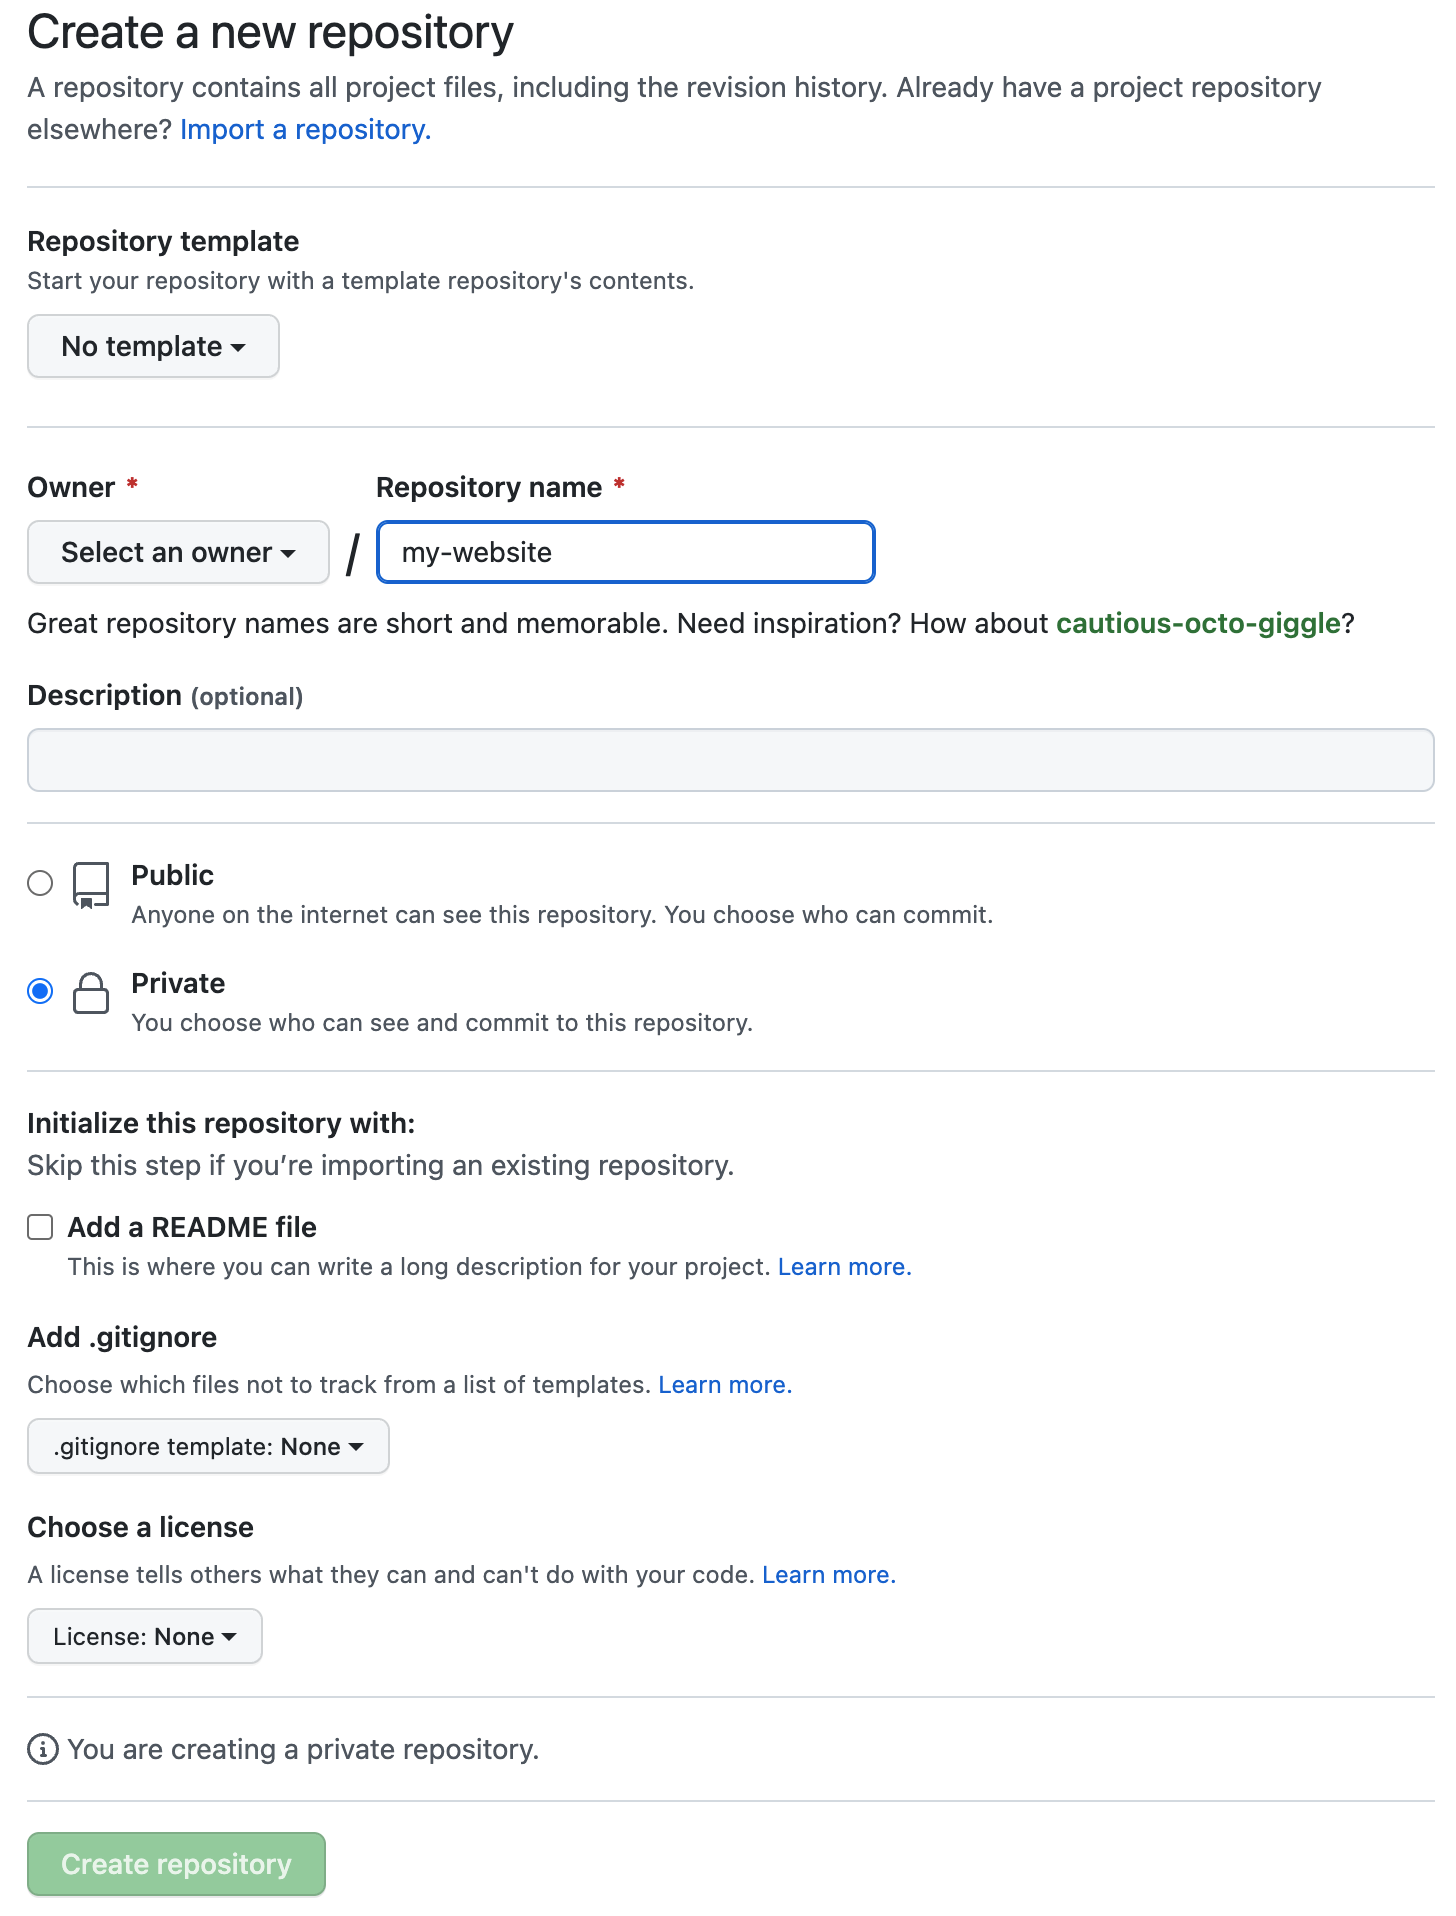 Create a new repository
A repository contains all project files, including the revision history. Already have a project repository
elsewhere? Import a repository.
Repository template
Start your repository with a template repository's contents.
No template
Owner *
Repository name *
Select an owner
/
my-website
Great repository names are short and memorable. Need inspiration? How about cautious-octo-giggle?
Description (optional)
Public
Anyone on the internet can see this repository. You choose who can commit.
Private
You choose who can see and commit to this repository.
Initialize this repository with:
Skip this step if you’re importing an existing repository.
Add a README file
This is where you can write a long description for your project. Learn more.
Add .gitignore
Choose which files not to track from a list of templates. Learn more.
.gitignore template: None
Choose a license
A license tells others what they can and can't do with your code. Learn more.
License: None
You are creating a private repository.
Create repository